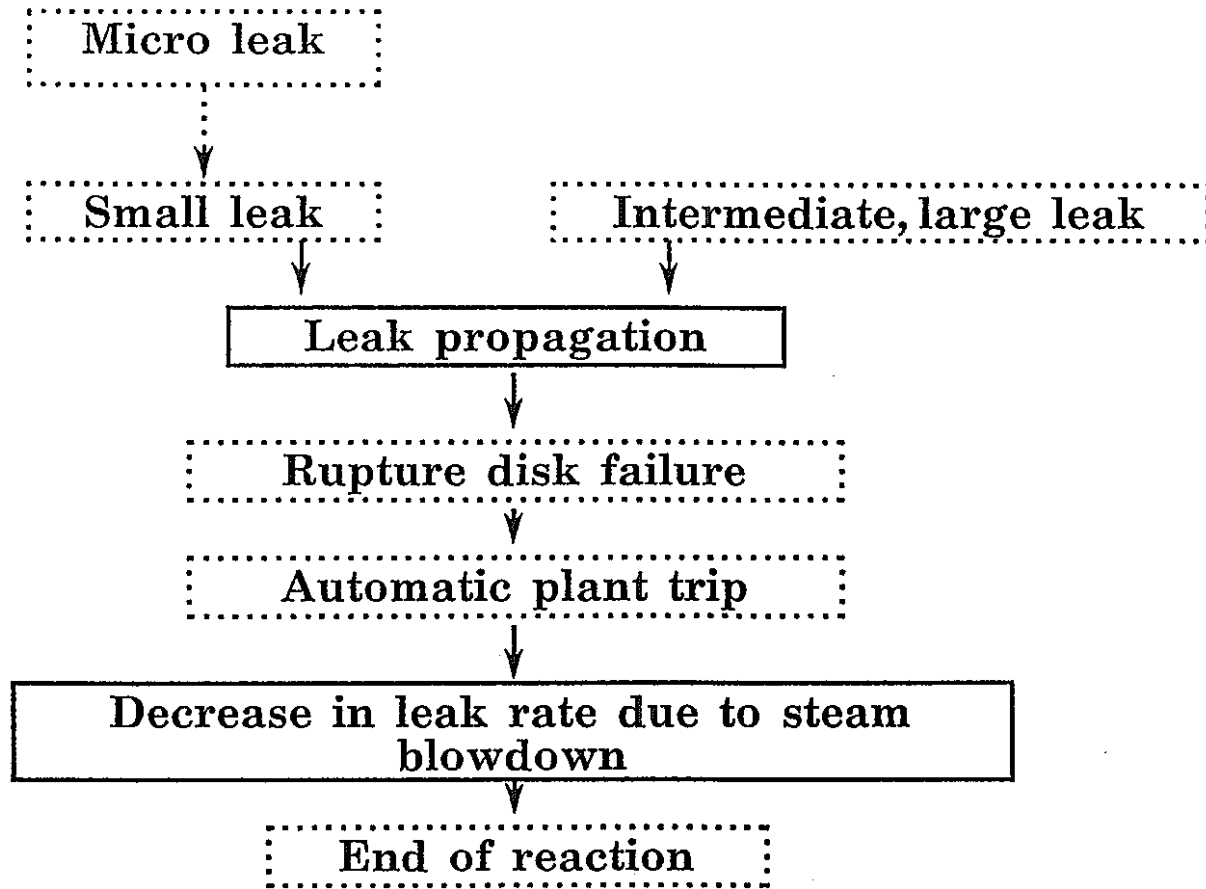 Micro leak
Small leak
Intermediate, large leak
Leak propagation
Rupture disk failure
Automatic plant trip
Decrease in leak rate due to steam
blowdown
End of reaction